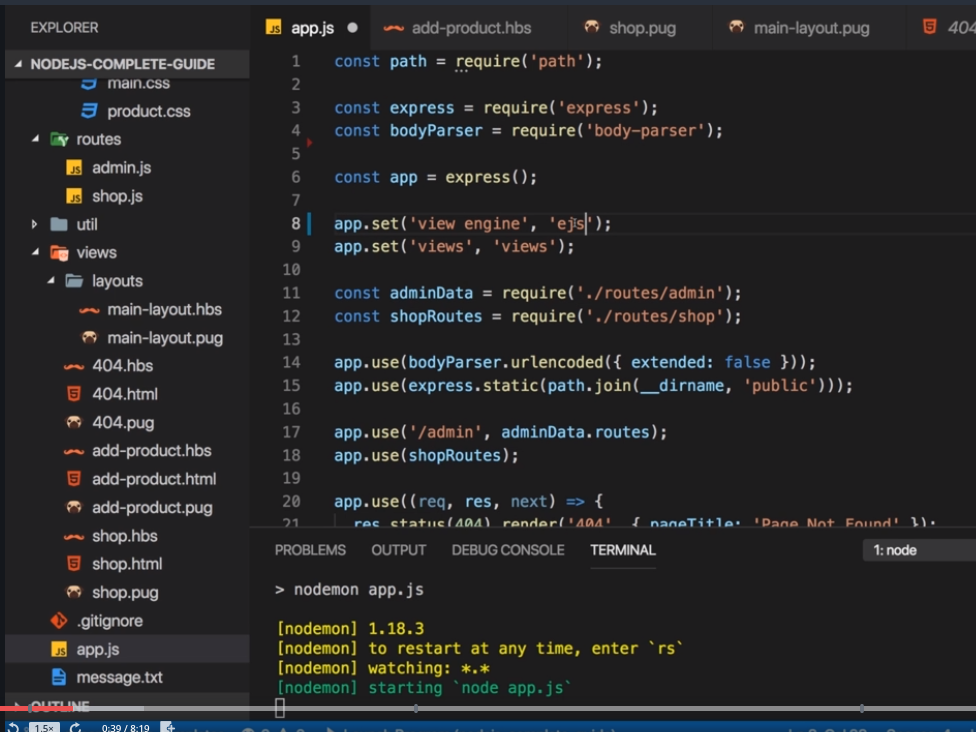 EXPLORER
NODEJS-COMPLETE-GUIDE
main.css
product.css
routes
admin.js
shop.js
util
views
layouts
main-layout.hbs
main-layout.pug
404.hbs
404.html
404.pug
add-product.hbs
add-product.html
add-product.pug
shop.hbs
shop.html
shop.pug
.gitignore
app.js
message.txt
OUTLINE
JS app.js ● add-product.hbs shop.pug main-layout.pug 404
1 const path = require('path');
2
3 const express = require('express');
4 const bodyParser = require('body-parser');
5
6 const app = express();
7
8 app.set('view engine', 'ejs');
9 app.set('views', 'views');
10
11 const adminData = require('./routes/admin');
12 const shopRoutes = require('./routes/shop');
13
14 app.use(bodyParser.urlencoded({ extended: false }));
15 app.use(express.static(path.join(__dirname, 'public')));
16
17 app.use('/admin', adminData.routes);
18 app.use(shopRoutes);
19
20 app.use((req, res, next) => {
21 res.status(404).render('404', { pageTitle: 'Page Not Found' });
PROBLEMS OUTPUT DEBUG CONSOLE TERMINAL 1: node
> nodemon app.js
[nodemon] 1.18.3
[nodemon] to restart at any time, enter `rs`
[nodemon] watching: *.*
[nodemon] starting `node app.js`
1.5× 0:39 / 8:19